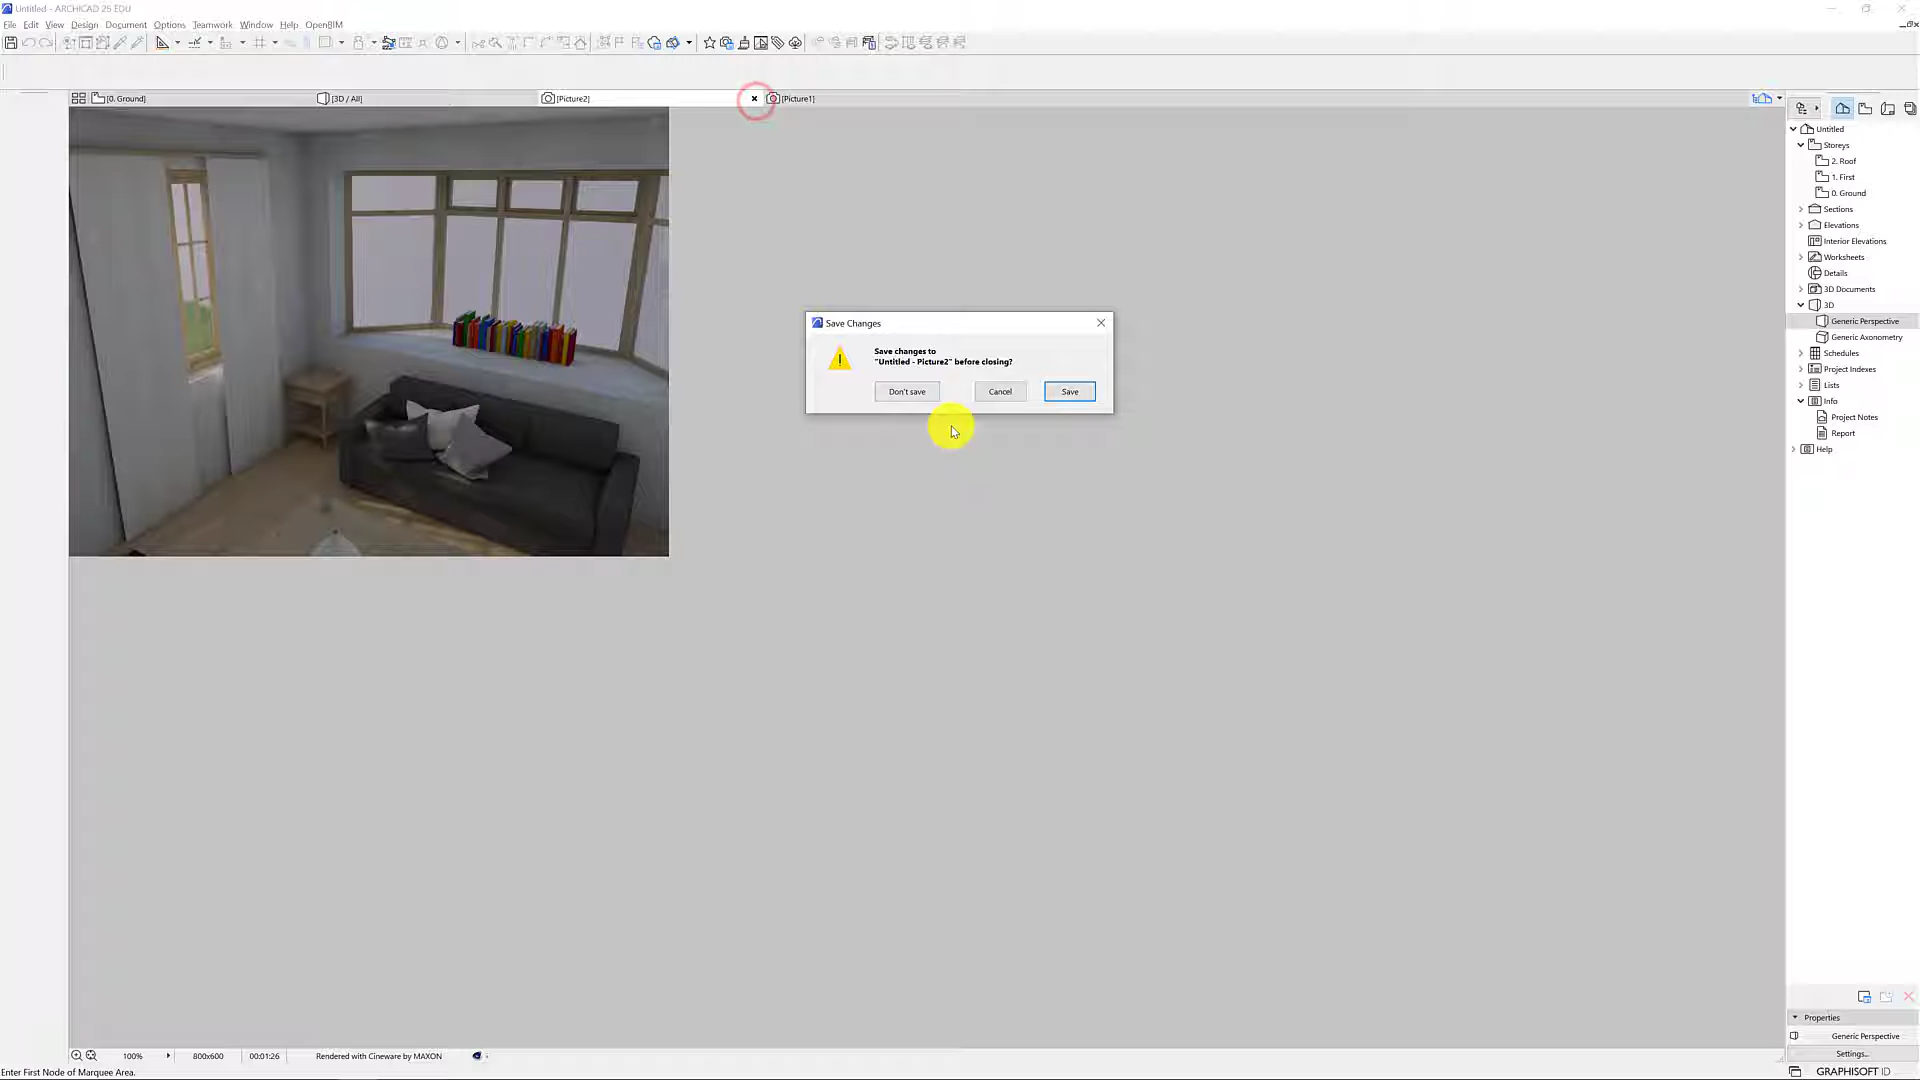 Untitled - ARCHICAD 25 EDU
File Edit View Design Document Options Teamwork Window Help OpenBIM
[0. Ground] [3D / All] [Picture2] [Picture1]
Untitled
Storeys
2. Roof
1. First
0. Ground
Sections
Elevations
Interior Elevations
Worksheets
Details
3D Documents
3D
Generic Perspective
Generic Axonometry
Schedules
Project Indexes
Lists
Info
Project Notes
Report
Help
Save Changes
Save changes to
"Untitled - Picture2" before closing?
Don't save Cancel Save
Properties
Generic Perspective
Settings...
100% 800x600 00:01:26 Rendered with Cineware by MAXON
Enter First Node of Marquee Area.
GRAPHISOFT ID